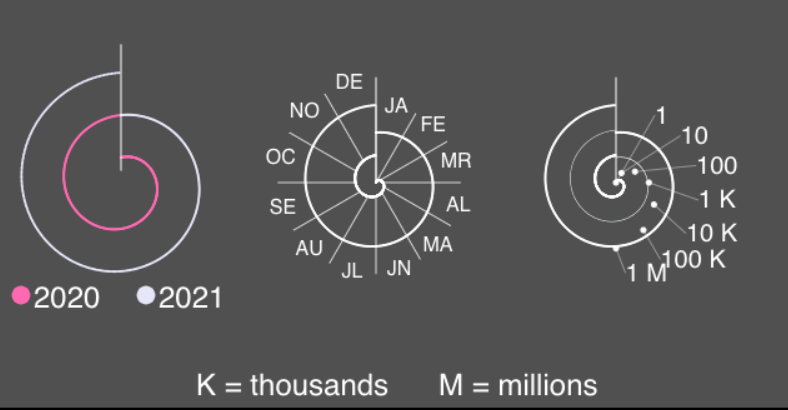 2020
2021
DE
JA
NO
FE
OC
MR
SE
AL
AU
MA
JL
JN
1
10
100
1 K
10 K
100 K
1 M
K = thousands
M = millions